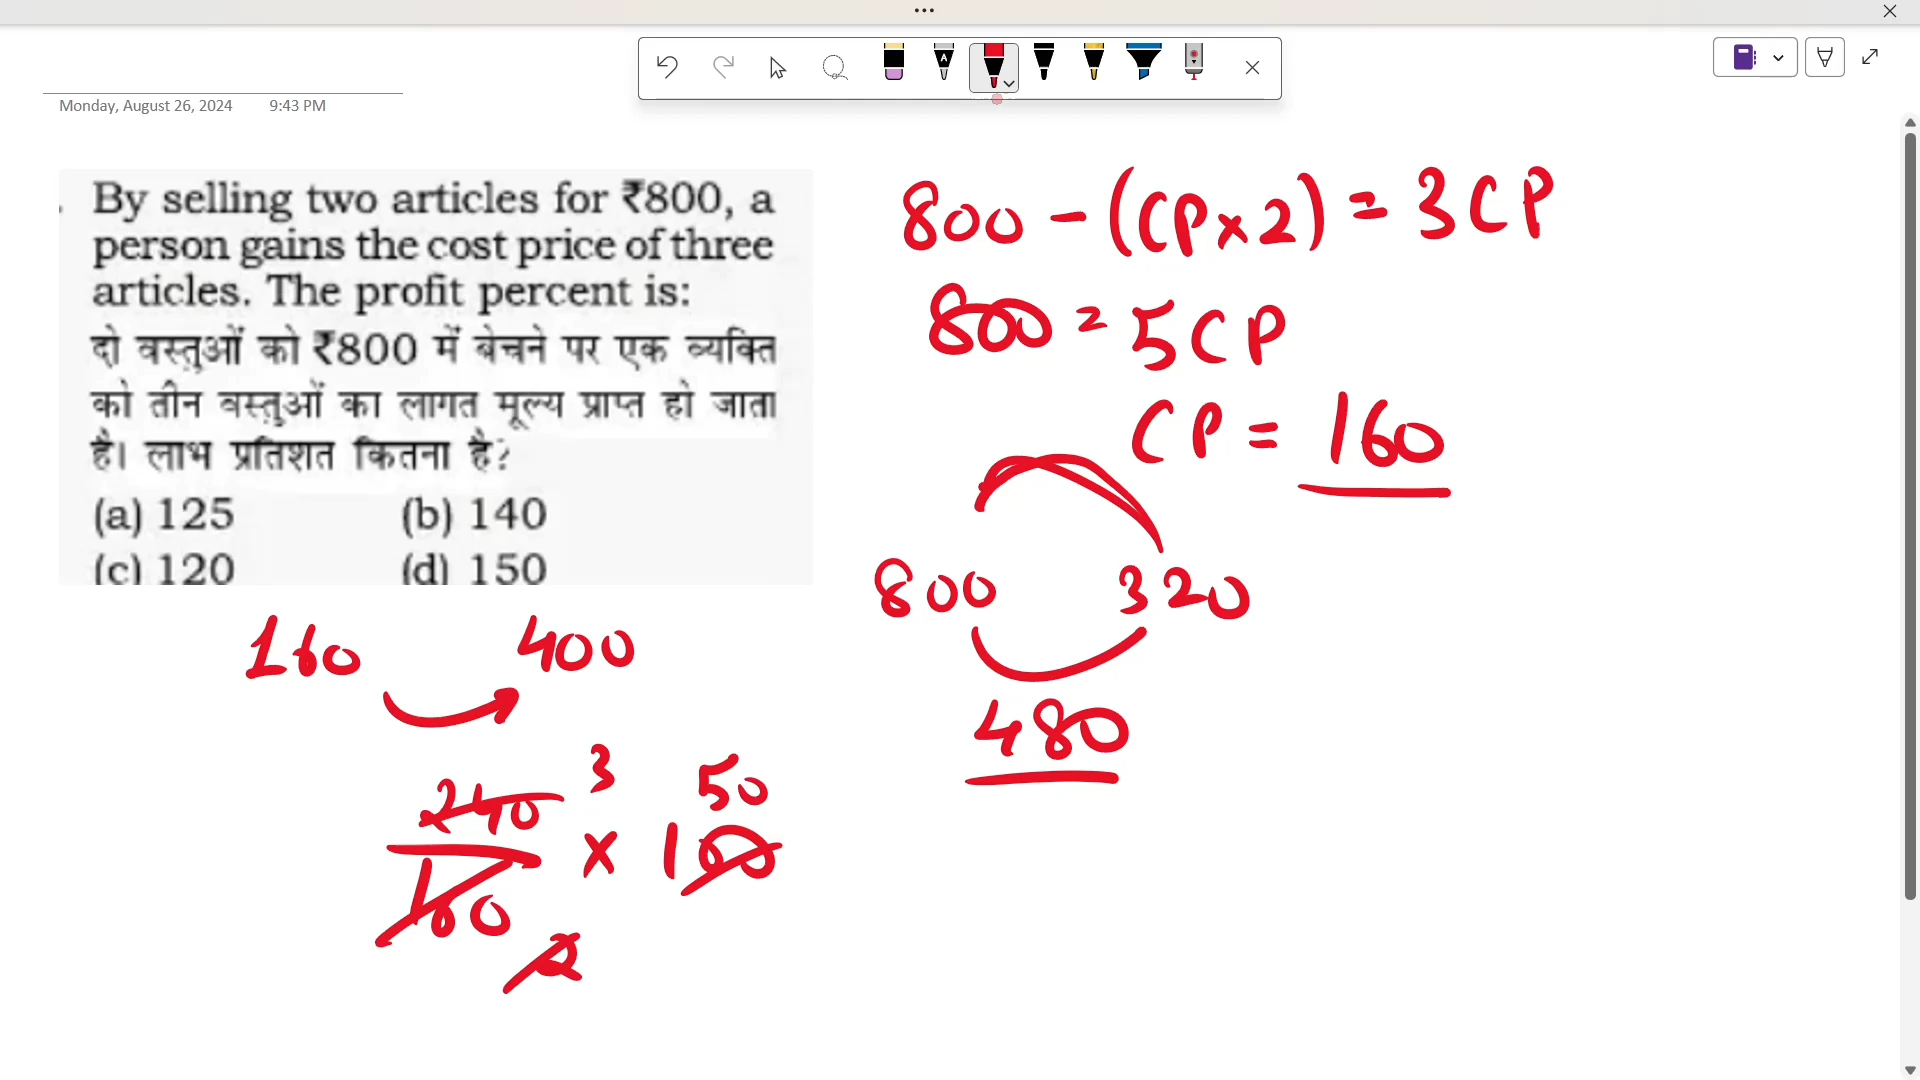 Monday, August 26, 2024 9:43 PM
By selling two articles for ₹800, a
person gains the cost price of three
articles. The profit percent is:
दो वस्तुओं को ₹800 में बेचने पर एक व्यक्ति
को तीन वस्तुओं का लागत मूल्य प्राप्त हो जाता
है। लाभ प्रतिशत कितना है?
(a) 125 (b) 140
(c) 120 (d) 150
800 - (CP×2) = 3CP
800 = 5CP
CP = 160
800 320
480
160 400
3 50
240
× 100
160
2